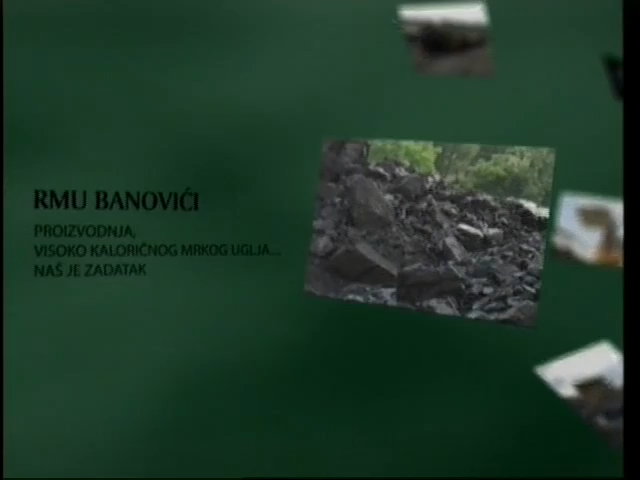 RMU BANOVIĆI
PROIZVODNJA,
VISOKO KALORIČNOG MRKOG UGLJA...
NAŠ JE ZADATAK